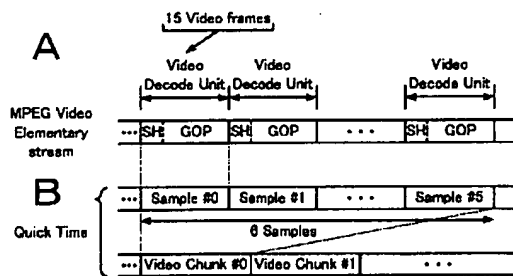 15 Video frames
A
Video Decode Unit
Video Decode Unit
Video Decode Unit
MPEG Video Elementary stream
··· SH GOP SH GOP ··· SH GOP
B
Quick Time
··· Sample #0 Sample #1 ··· Sample #5
6 Samples
··· Video Chunk #0 Video Chunk #1 ···